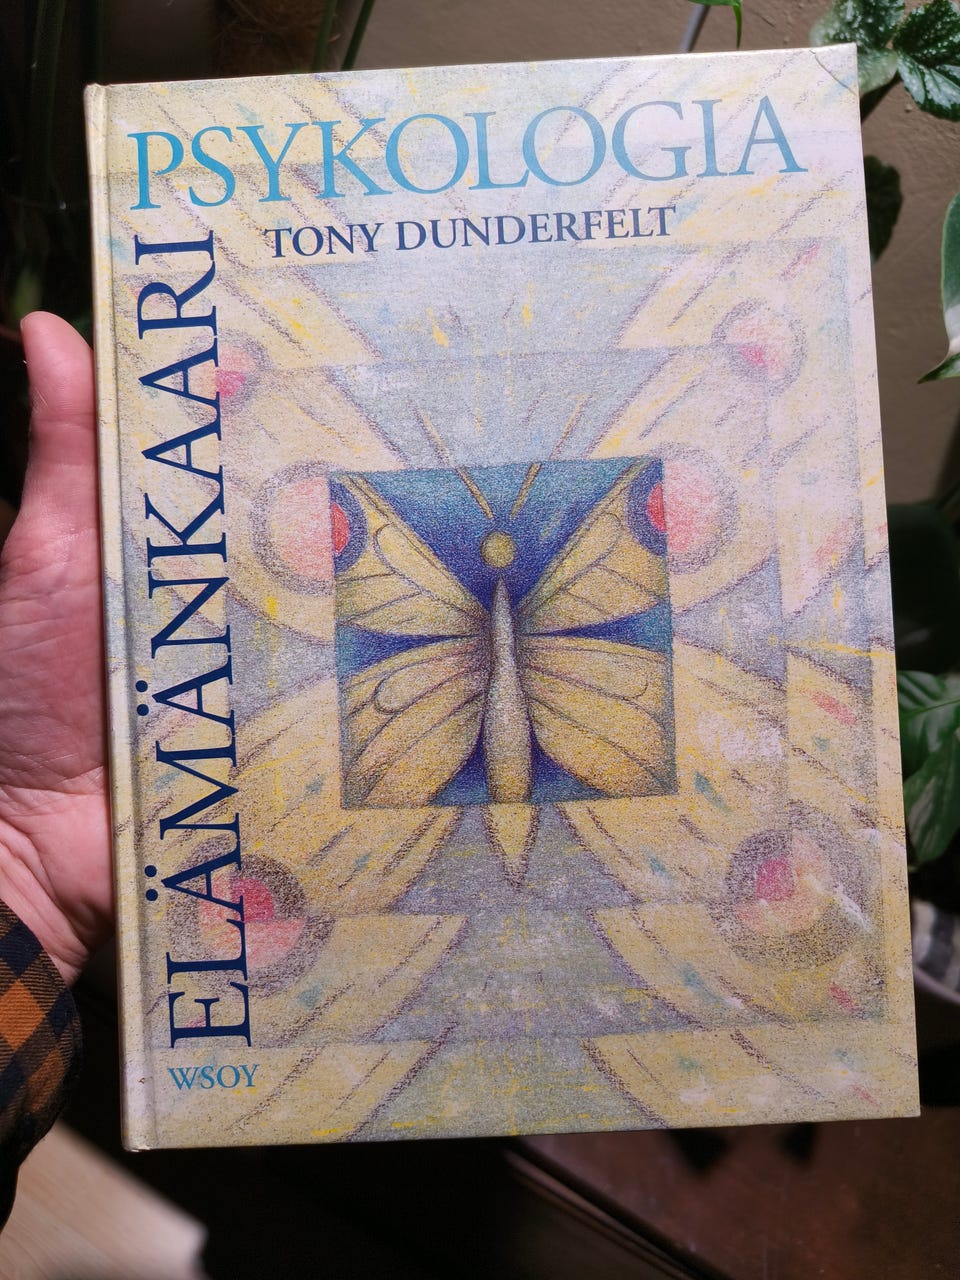 ELÄMÄNKAARI
PSYKOLOGIA
TONY DUNDERFELT
WSOY